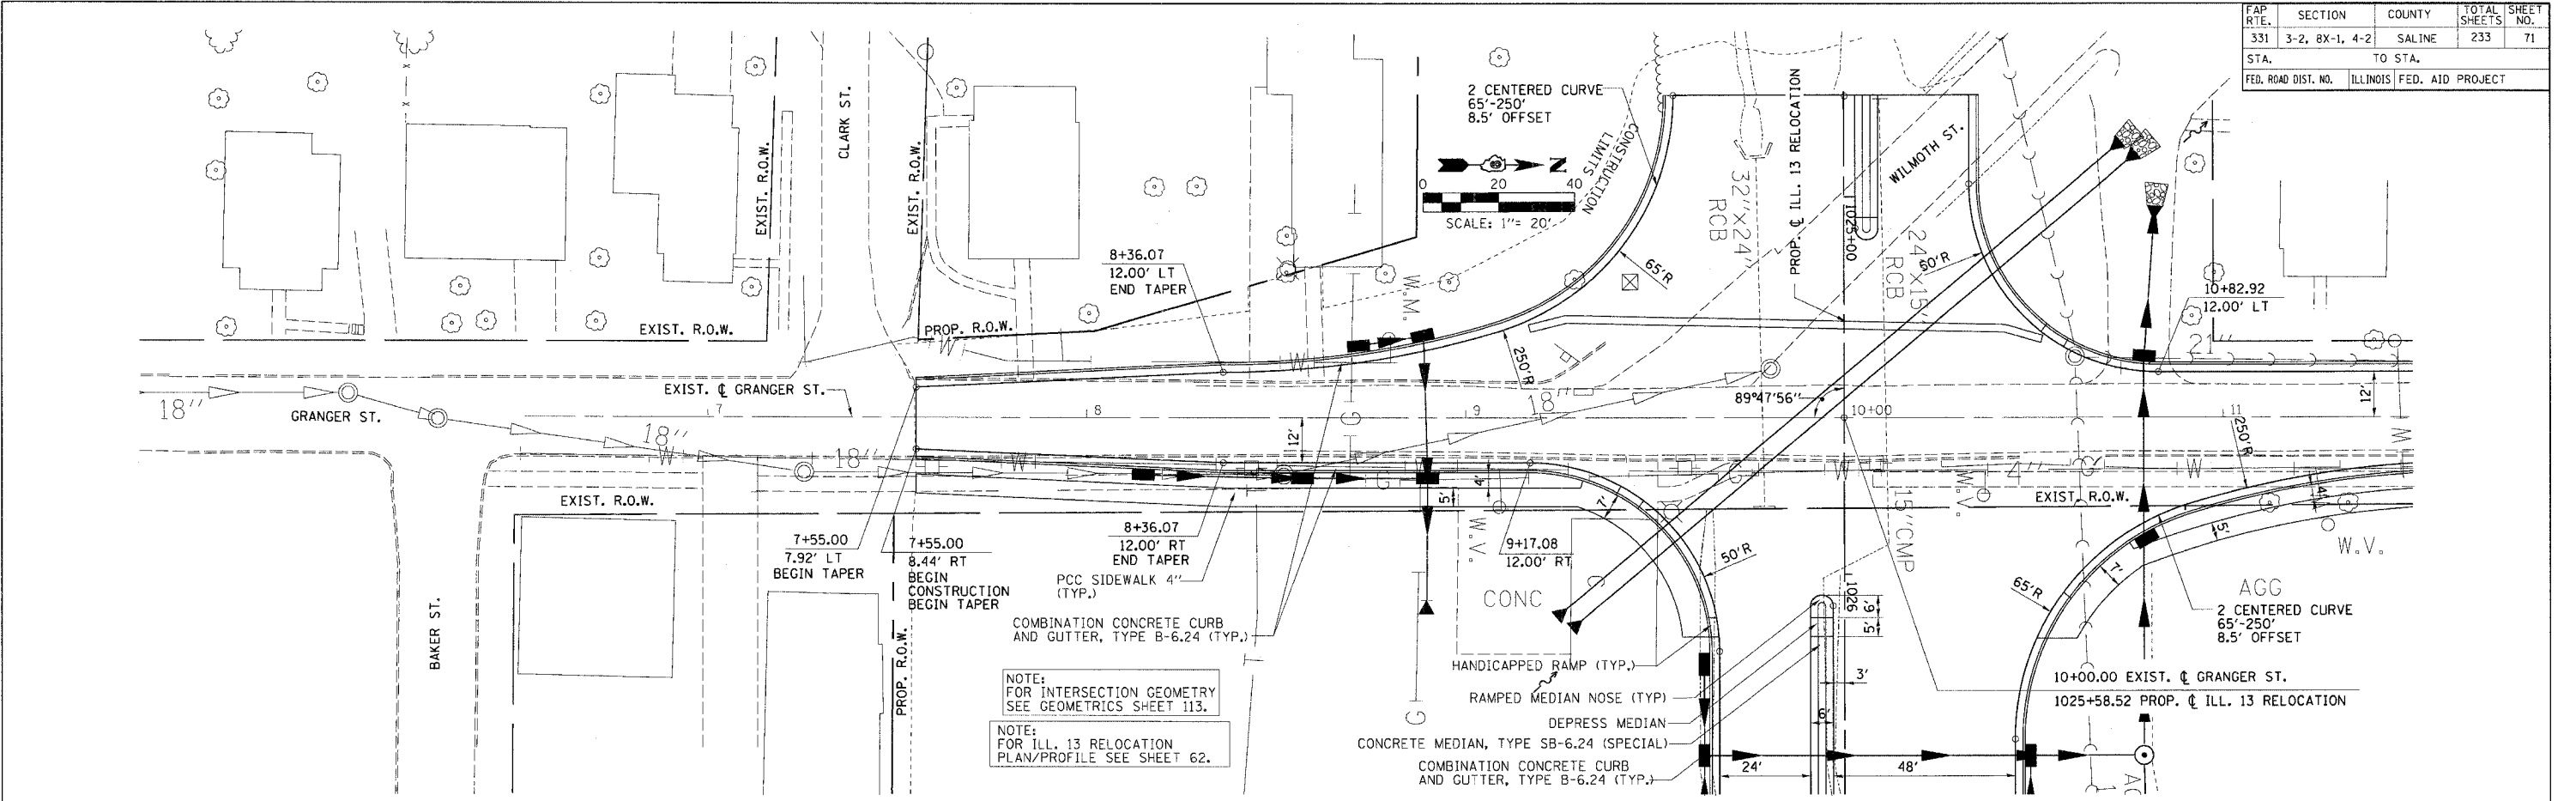 FAP RTE. SECTION COUNTY TOTAL SHEETS SHEET NO.
331 3-2, 8X-1, 4-2 SALINE 233 71
STA. TO STA.
FED. ROAD DIST. NO. ILLINOIS FED. AID PROJECT
2 CENTERED CURVE
65'-250'
8.5' OFFSET
N
0 20 40
SCALE: 1"= 20'
CONSTRUCTION
LIMITS
CLARK ST.
EXIST. R.O.W.
EXIST. R.O.W.
32"X24"
RCB
PROP. ℄ ILL. 13 RELOCATION
1025+00
WILMOTH ST.
24"X15"
RCB
50'R
65'R
8+36.07
12.00' LT
END TAPER
W.M.
10+82.92
12.00' LT
21"
EXIST. R.O.W.
PROP. R.O.W.
W
W
250'R
EXIST. ℄ GRANGER ST.
18"
GRANGER ST.
7
8
9
18"
89°47'56"
10+00
11
12'
12'
18"
W
18"
W
G
G
W
4"
G
W
W
250'R
EXIST. R.O.W.
EXIST. R.O.W.
4'
5'
7'
W.V.
W.V.
15"CMP
4'
5'
W.V.
7+55.00
7.92' LT
BEGIN TAPER
7+55.00
8.44' RT
BEGIN
CONSTRUCTION
BEGIN TAPER
8+36.07
12.00' RT
END TAPER
9+17.08
12.00' RT
50'R
PCC SIDEWALK 4"
(TYP.)
CONC
1026
6'
5'
65'R
7'
AGG
2 CENTERED CURVE
65'-250'
8.5' OFFSET
COMBINATION CONCRETE CURB
AND GUTTER, TYPE B-6.24 (TYP.)
BAKER ST.
PROP. R.O.W.
HANDICAPPED RAMP (TYP.)
RAMPED MEDIAN NOSE (TYP)
3'
10+00.00 EXIST. ℄ GRANGER ST.
1025+58.52 PROP. ℄ ILL. 13 RELOCATION
NOTE:
FOR INTERSECTION GEOMETRY
SEE GEOMETRICS SHEET 113.
G
DEPRESS MEDIAN
6'
NOTE:
FOR ILL. 13 RELOCATION
PLAN/PROFILE SEE SHEET 62.
CONCRETE MEDIAN, TYPE SB-6.24 (SPECIAL)
COMBINATION CONCRETE CURB
AND GUTTER, TYPE B-6.24 (TYP.)
24'
48'